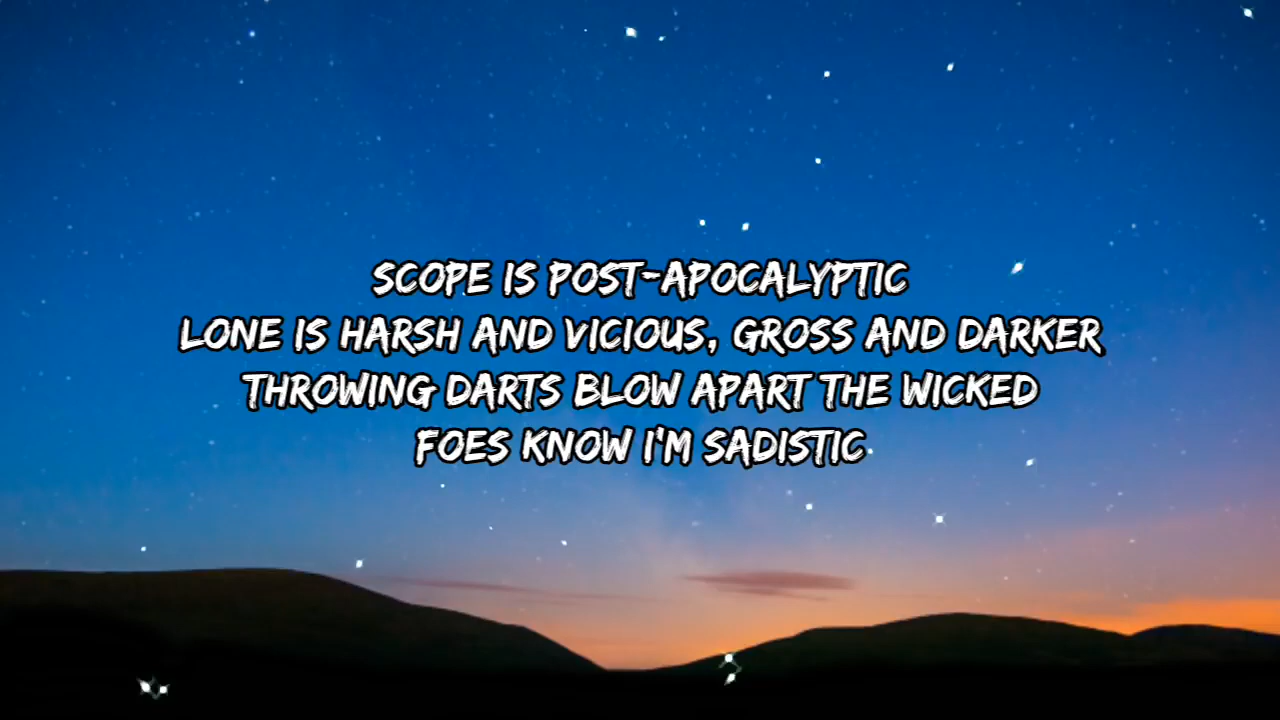 SCOPE IS POST-APOCALYPTIC
LONE IS HARSH AND VICIOUS, GROSS AND DARKER
THROWING DARTS BLOW APART THE WICKED
FOES KNOW I'M SADISTIC